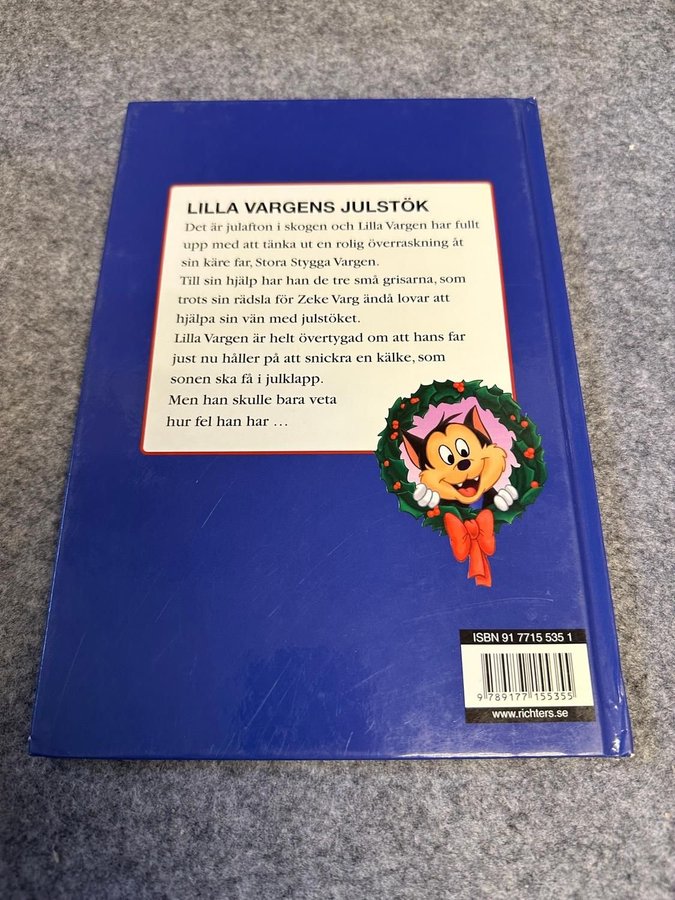 LILLA VARGENS JULSTÖK
Det är julafton i skogen och Lilla Vargen har fullt
upp med att tänka ut en rolig överraskning åt
sin käre far, Stora Stygga Vargen.
Till sin hjälp har han de tre små grisarna, som
trots sin rädsla för Zeke Varg ändå lovar att
hjälpa sin vän med julstöket.
Lilla Vargen är helt övertygad om att hans far
just nu håller på att snickra en kälke, som
sonen ska få i julklapp.
Men han skulle bara veta
hur fel han har ...
ISBN 91 7715 535 1
9 789177 155355
www.richters.se